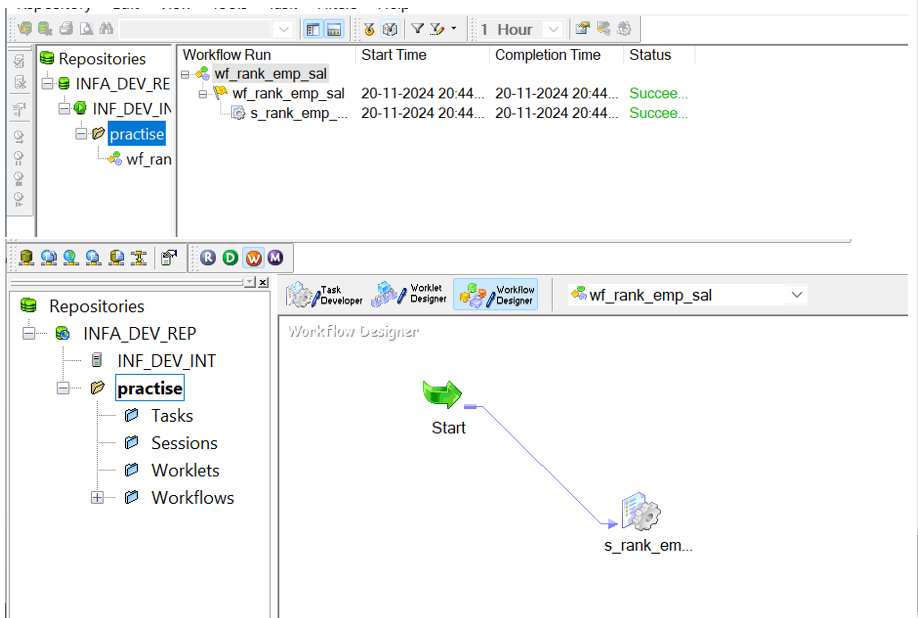 Workflow Run Start Time Completion Time Status
1 Hour
Repositories
INFA_DEV_RE
INF_DEV_IN
practise
wf_ran
wf_rank_emp_sal
wf_rank_emp_sal 20-11-2024 20:44... 20-11-2024 20:44... Succee...
s_rank_emp_... 20-11-2024 20:44... 20-11-2024 20:44... Succee...
R D W M
Repositories
INFA_DEV_REP
INF_DEV_INT
practise
Tasks
Sessions
Worklets
Workflows
Task Developer
Worklet Designer
Workflow Designer
wf_rank_emp_sal
Workflow Designer
Start
s_rank_em...